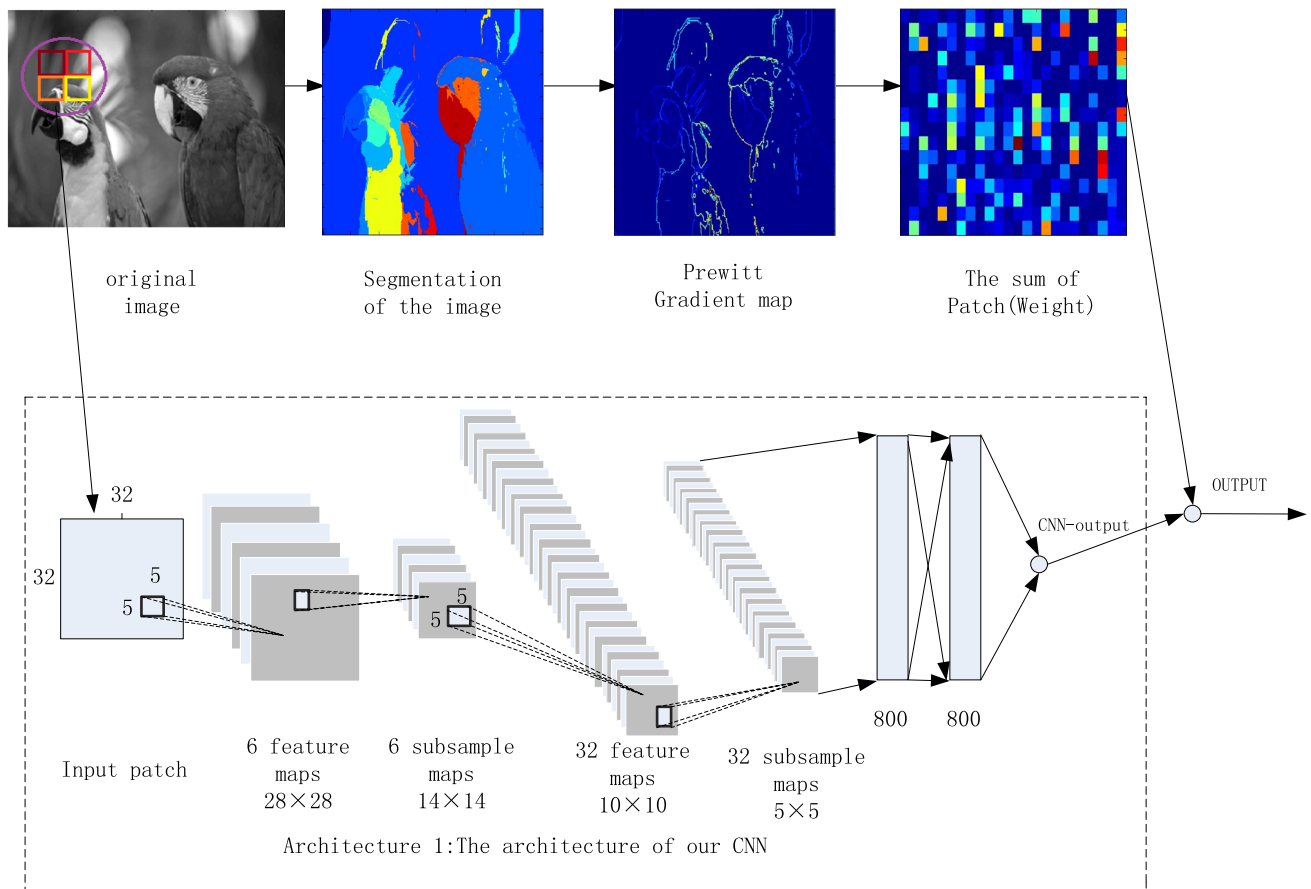 original
image
Segmentation
of the image
Prewitt
Gradient map
The sum of
Patch(Weight)
32
32
5
5
5
5
OUTPUT
CNN-output
800
800
Input patch
6 feature
maps
28×28
6 subsample
maps
14×14
32 feature
maps
10×10
32 subsample
maps
5×5
Architecture 1:The architecture of our CNN